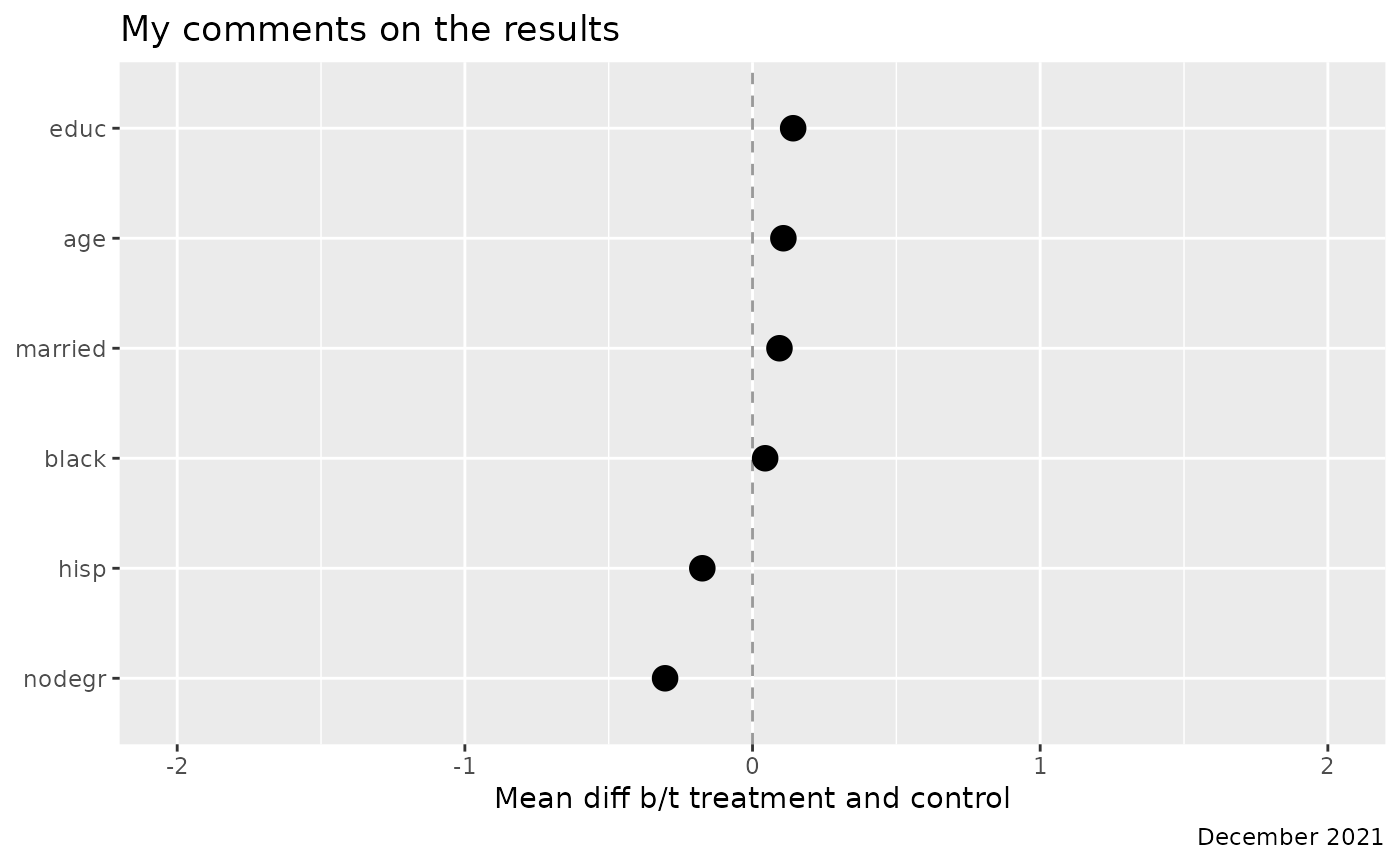 My comments on the results
educ
age
married
black
hisp
nodegr
-2 -1 0 1 2
Mean diff b/t treatment and control
December 2021